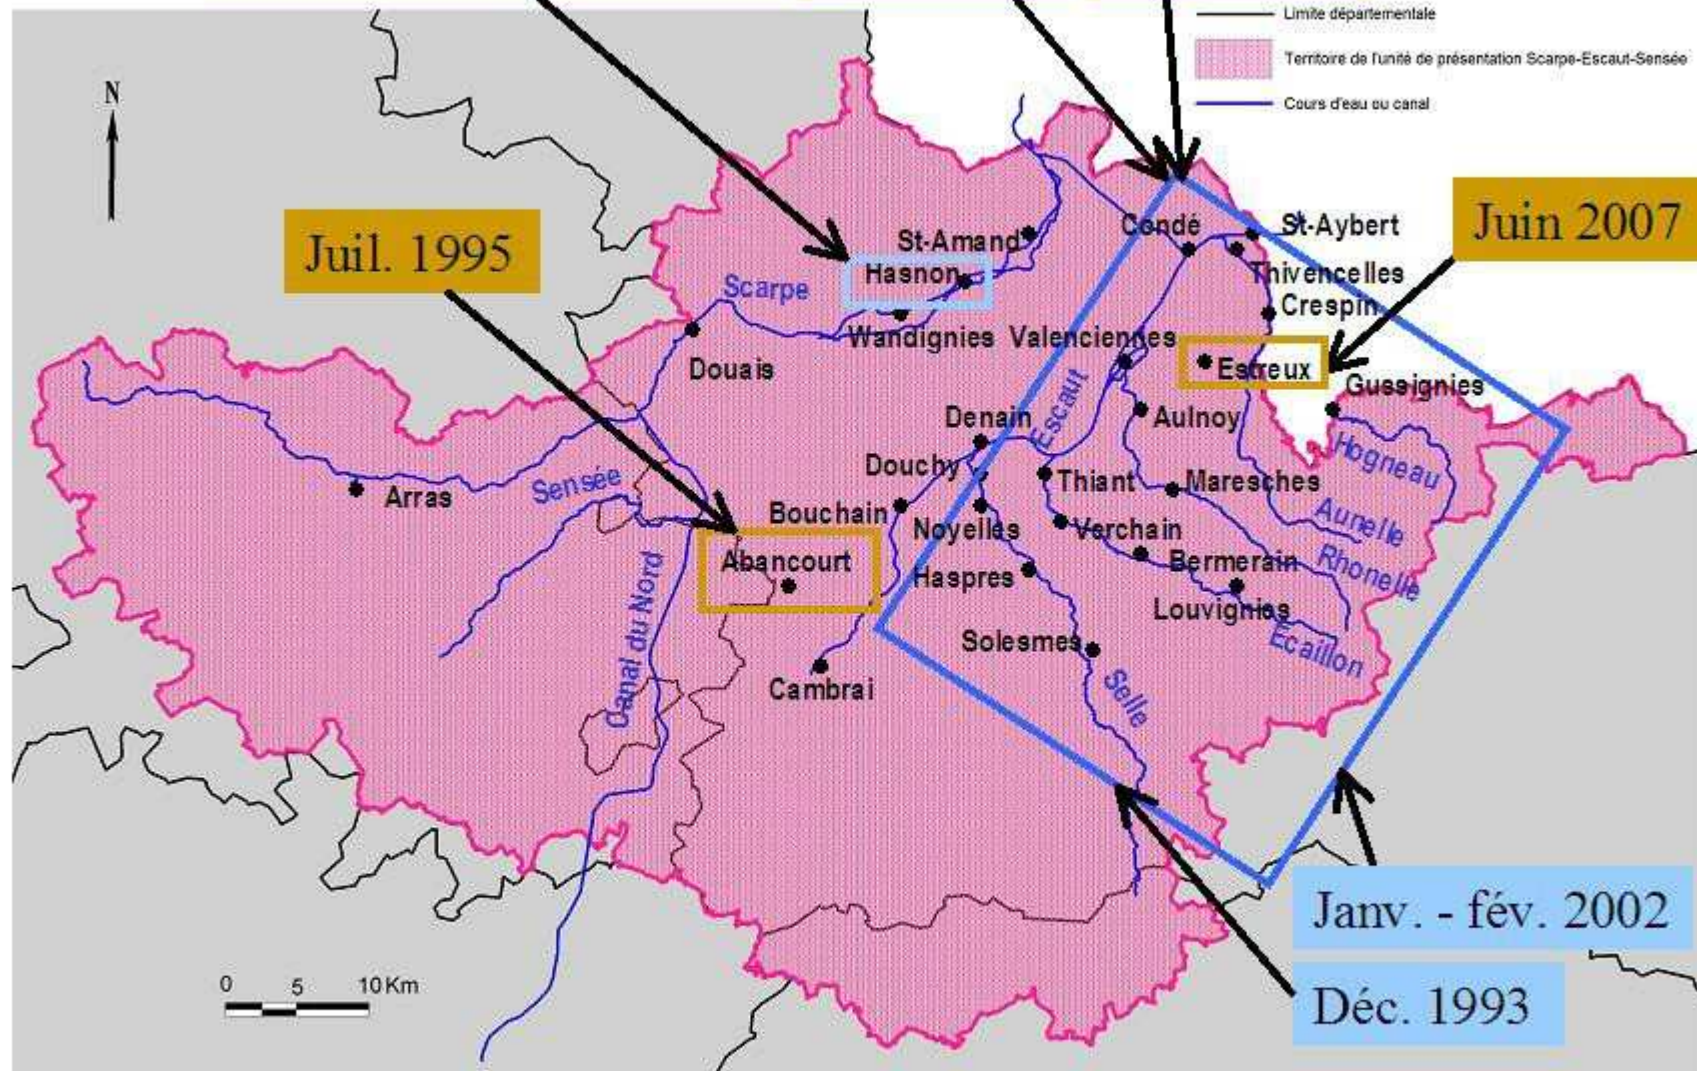 Limite départementale
Territoire de l'unité de présentation Scarpe-Escaut-Sensée
Cours d'eau ou canal
N
Juil. 1995
Juin 2007
St-Amand
Condé
St-Aybert
Hasnon
Thivencelles
Scarpe
Crespin
Wandignies
Valenciennes
Douais
Estreux
Gussignies
Escaut
Denain
Aulnoy
Hogneau
Douchy
Sensée
Arras
Thiant
Maresches
Bouchain
Noyelles
Verchain
Aunelle
Abancourt
Haspres
Bermerain
Rhonelle
Louvignies
Canal du Nord
Solesmes
Ecaillon
Cambrai
Selle
Janv. - fév. 2002
Déc. 1993
0 5 10 Km